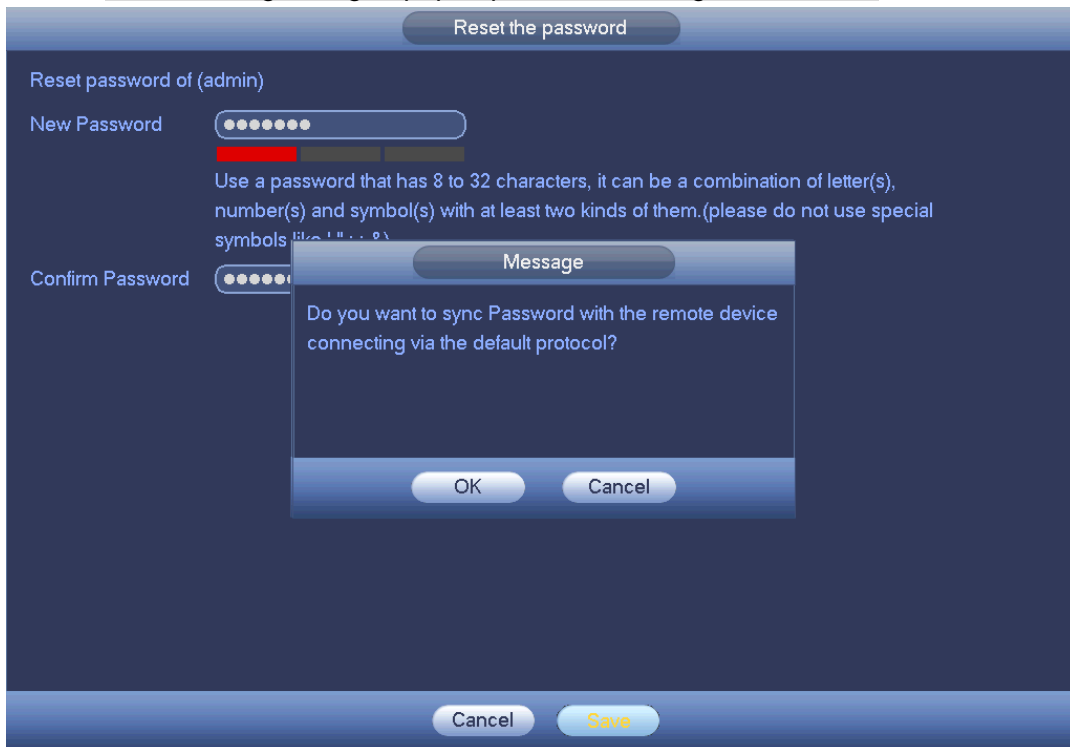 Reset the password
Reset password of (admin)
New Password
Use a password that has 8 to 32 characters, it can be a combination of letter(s),
number(s) and symbol(s) with at least two kinds of them.(please do not use special
symbols
Confirm Password
Message
Do you want to sync Password with the remote device
connecting via the default protocol?
OK Cancel
Cancel Save